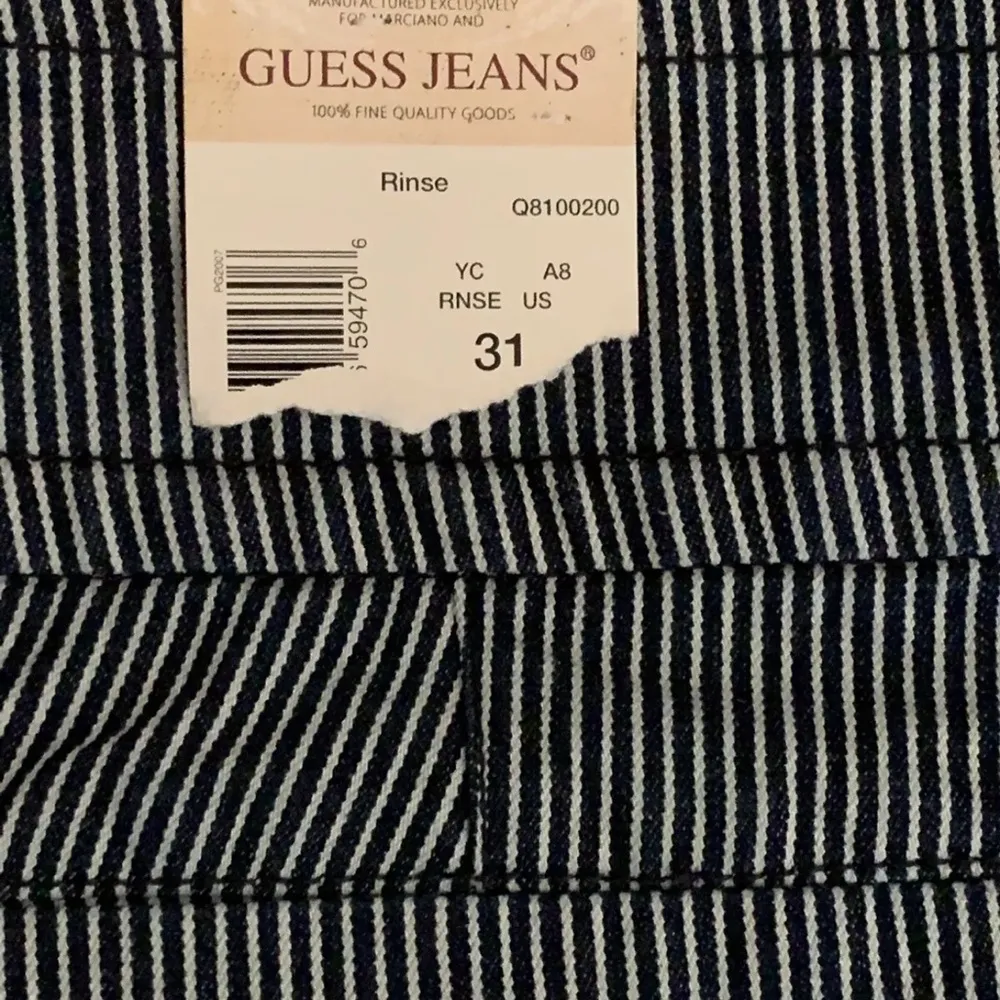 MANUFACTURED EXCLUSIVELY
FOR MARCIANO AND
GUESS JEANS®
100% FINE QUALITY GOODS
Rinse
Q8100200
PG2007
59470 6
YC A8
RNSE US
31